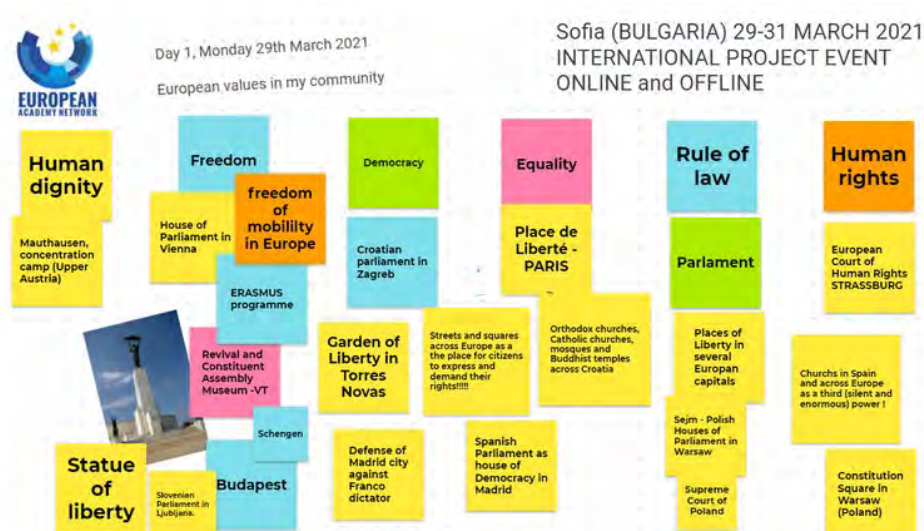 EUROPEAN
ACADEMY NETWORK
Day 1, Monday 29th March 2021
European values in my community
Sofia (BULGARIA) 29-31 MARCH 2021
INTERNATIONAL PROJECT EVENT
ONLINE and OFFLINE
Human
dignity
Mauthausen,
concentration
camp (Upper
Austria)
Statue
of
liberty
Freedom
freedom
of
mobililty
in Europe
House of
Parliament in
Vienna
ERASMUS
programme
Revival and
Constituent
Assembly
Museum -VT
Schengen
Budapest
Slovenian
Parliament in
Ljubljana.
Democracy
Croatian
parliament in
Zagreb
Garden of
Liberty in
Torres
Novas
Defense of
Madrid city
against
Franco
dictator
Equality
Place de
Liberté -
PARIS
Streets and squares
across Europe as a
the place for citizens
to express and
demand their
rights!!!!!
Orthodox churches,
Catholic churches,
mosques and
Buddhist temples
across Croatia
Spanish
Parliament as
house of
Democracy in
Madrid
Rule of
law
Parlament
Places of
Liberty in
several
Europan
capitals
Sejm - Polish
Houses of
Parliament in
Warsaw
Supreme
Court of
Poland
Human
rights
European
Court of
Human Rights
STRASSBURG
Churchs in Spain
and across Europe
as a third (silent and
enormous) power !
Constitution
Square in
Warsaw
(Poland)